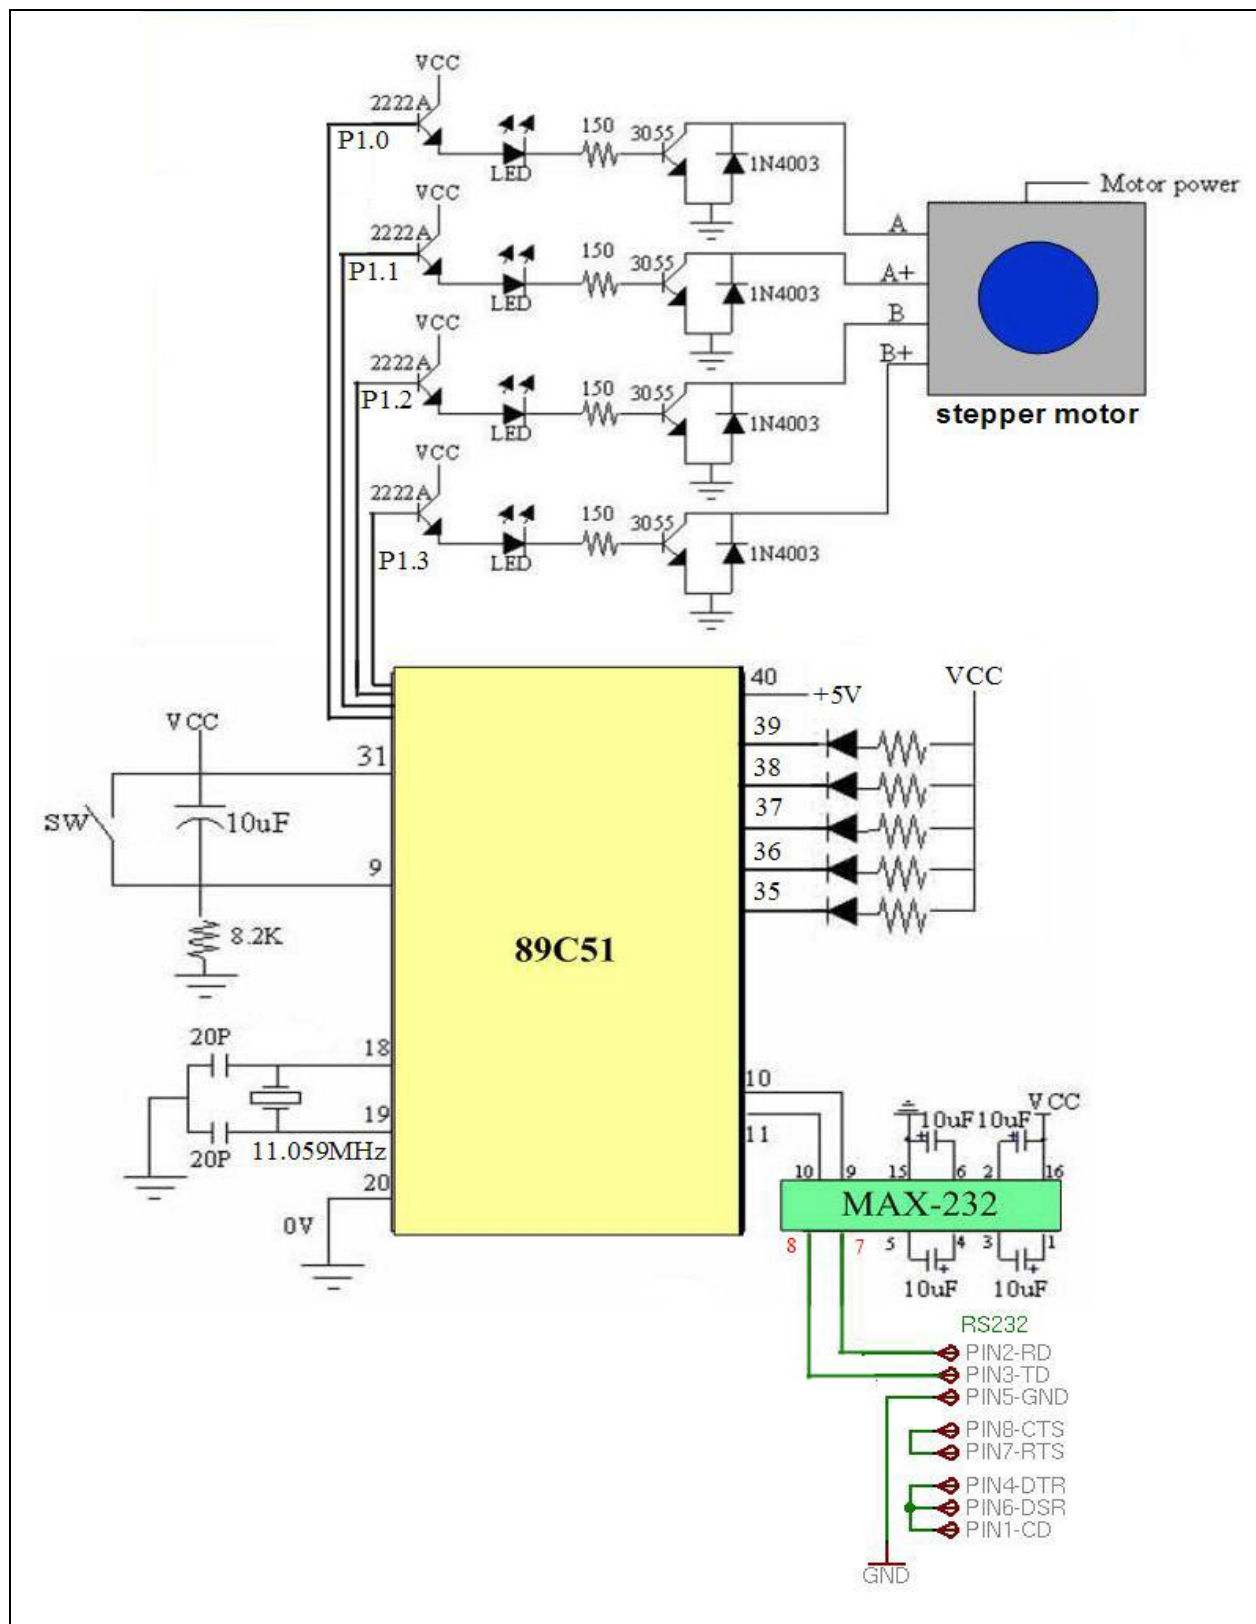 VCC
2222A
P1.0
LED
150
3055
1N4003
Motor power
A
VCC
2222A
P1.1
LED
150
3055
1N4003
A+
B
B+
stepper motor
VCC
2222A
P1.2
LED
150
3055
1N4003
VCC
2222A
P1.3
LED
150
3055
1N4003
VCC
31
SW
10uF
9
8.2K
20P
18
19
20P
11.059MHz
20
0V
89C51
40
+5V
VCC
39
38
37
36
35
10
11
10uF
10uF
VCC
10
9
15
6
2
16
MAX-232
8
7
5
4
3
1
10uF
10uF
RS232
PIN2-RD
PIN3-TD
PIN5-GND
PIN8-CTS
PIN7-RTS
PIN4-DTR
PIN6-DSR
PIN1-CD
GND